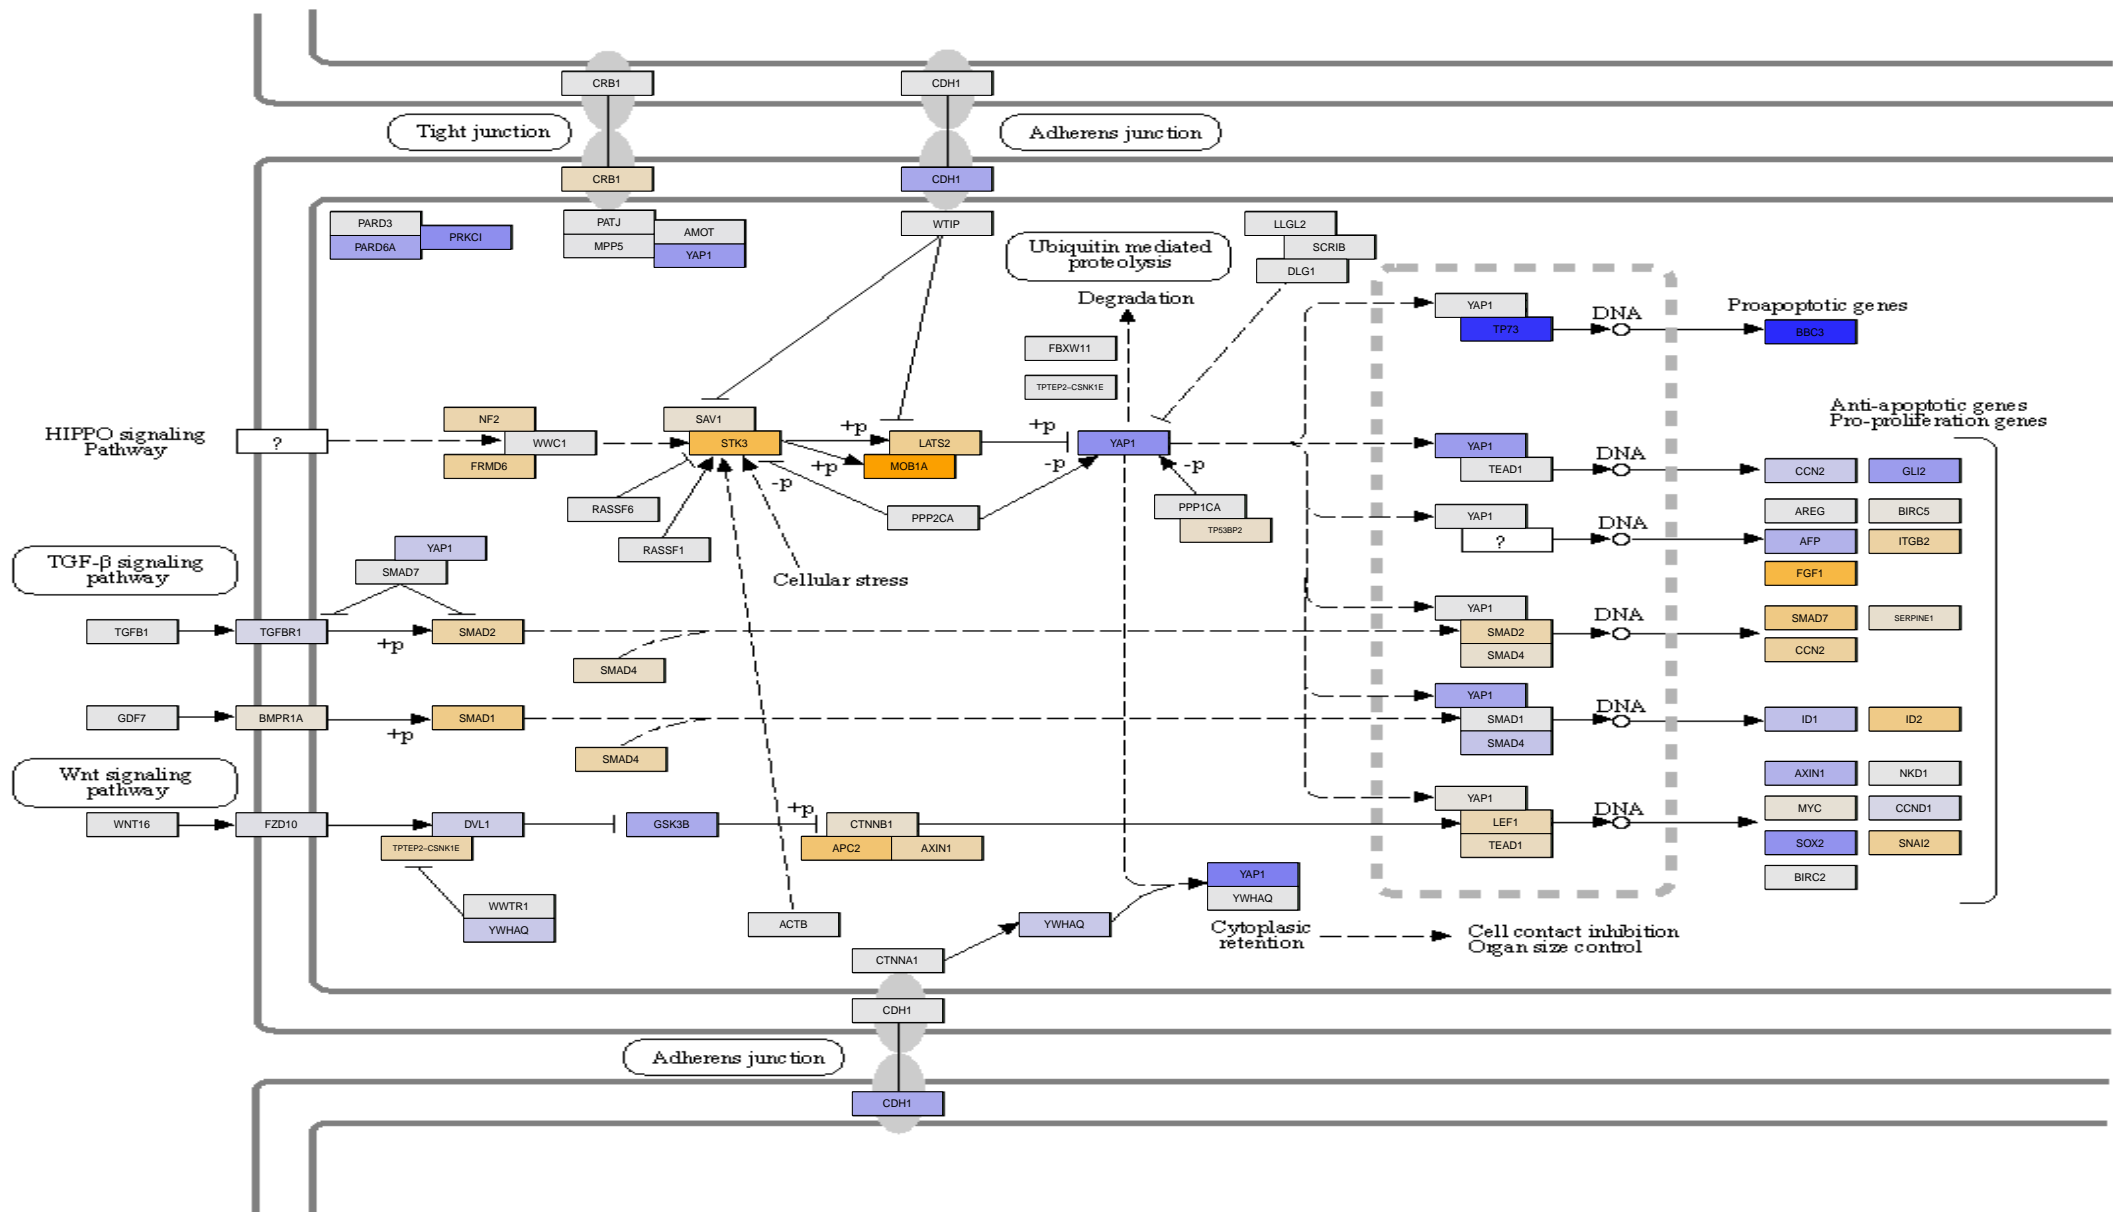 CRB1
CDH1
Tight junction
Adherens junction
CRB1
CDH1
PARD3
PARD6A
PRKCI
PATJ
MPP5
AMOT
YAP1
WTIP
LLGL2
SCRIB
DLG1
Ubiquitin mediated
proteolysis
Degradation
FBXW11
TPTEP2−CSNK1E
YAP1
TP73
DNA
Proapoptotic genes
BBC3
HIPPO signaling
Pathway
?
NF2
WWC1
FRMD6
SAV1
STK3
+p
+p
-p
LATS2
MOB1A
+p
-p
YAP1
-p
YAP1
TEAD1
DNA
Anti-apoptotic genes
Pro-proliferation genes
CCN2
GLI2
RASSF6
RASSF1
PPP2CA
PPP1CA
TP53BP2
Cellular stress
YAP1
?
DNA
AREG
BIRC5
AFP
ITGB2
FGF1
TGF-β signaling
pathway
YAP1
SMAD7
TGFB1
TGFBR1
+p
SMAD2
SMAD4
YAP1
SMAD2
SMAD4
DNA
SMAD7
SERPINE1
CCN2
GDF7
BMPR1A
+p
SMAD1
SMAD4
YAP1
SMAD1
SMAD4
DNA
ID1
ID2
Wnt signaling
pathway
WNT16
FZD10
DVL1
TPTEP2−CSNK1E
GSK3B
+p
CTNNB1
APC2
AXIN1
YAP1
LEF1
TEAD1
DNA
AXIN1
NKD1
MYC
CCND1
SOX2
SNAI2
BIRC2
WWTR1
YWHAQ
ACTB
YWHAQ
YAP1
YWHAQ
Cytoplasic
retention
Cell contact inhibition
Organ size control
CTNNA1
CDH1
Adherens junction
CDH1